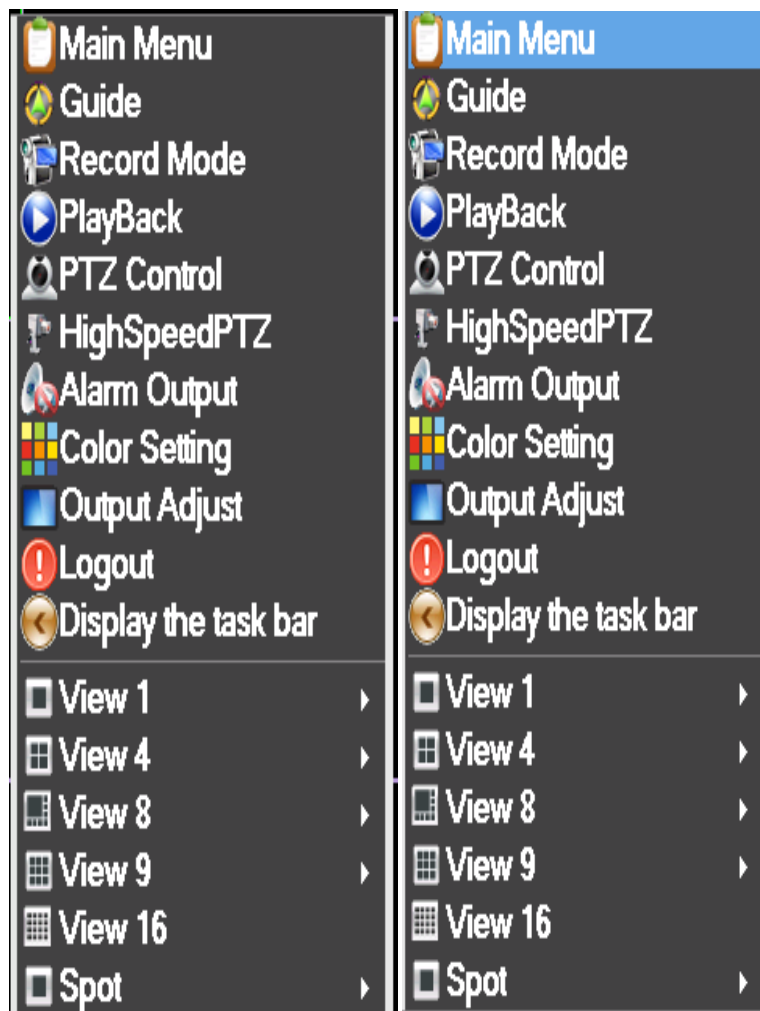 Main Menu
Guide
Record Mode
PlayBack
PTZ Control
HighSpeedPTZ
Alarm Output
Color Setting
Output Adjust
Logout
Display the task bar
View 1
View 4
View 8
View 9
View 16
Spot
Main Menu
Guide
Record Mode
PlayBack
PTZ Control
HighSpeedPTZ
Alarm Output
Color Setting
Output Adjust
Logout
Display the task bar
View 1
View 4
View 8
View 9
View 16
Spot